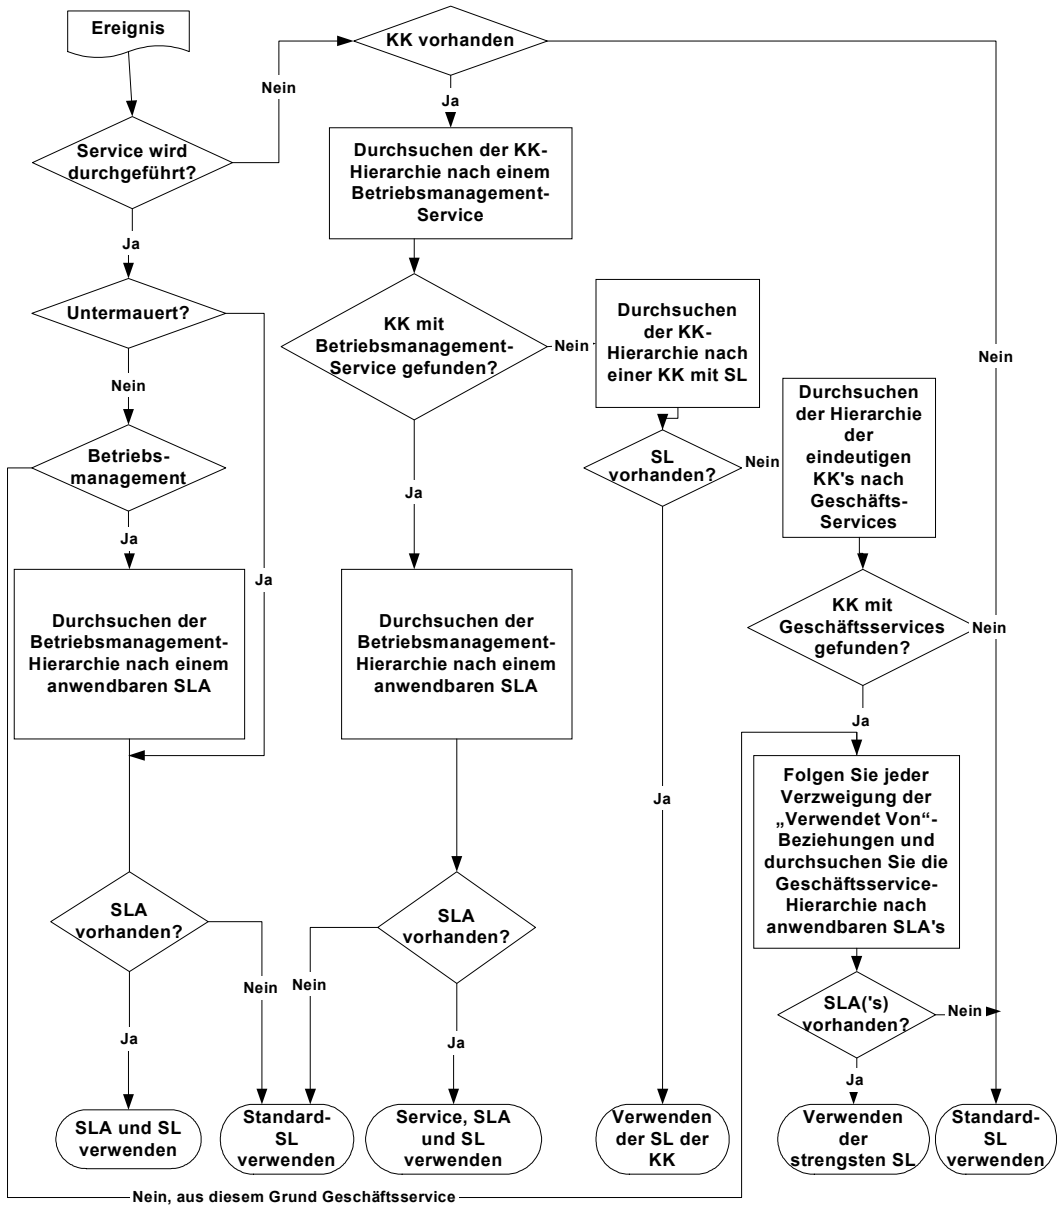 Ereignis
KK vorhanden
Nein
Ja
Service wird
durchgeführt?
Durchsuchen der KK-
Hierarchie nach einem
Betriebsmanagement-
Service
Ja
Untermauert?
KK mit
Betriebsmanagement-
Service gefunden?
Nein
Durchsuchen
der KK-
Hierarchie nach
einer KK mit SL
Nein
Nein
Durchsuchen
der Hierarchie
der
eindeutigen
KK's nach
Geschäfts-
Services
Betriebs-
management
SL
vorhanden?
Nein
Ja
Ja
Ja
Durchsuchen der
Betriebsmanagement-
Hierarchie nach einem
anwendbaren SLA
Durchsuchen der
Betriebsmanagement-
Hierarchie nach einem
anwendbaren SLA
KK mit
Geschäftsservices
gefunden?
Nein
Ja
Ja
Folgen Sie jeder
Verzweigung der
„Verwendet Von“-
Beziehungen und
durchsuchen Sie die
Geschäftsservice-
Hierarchie nach
anwendbaren SLA's
SLA
vorhanden?
SLA
vorhanden?
Nein
Nein
SLA('s)
vorhanden?
Nein
Ja
Ja
Ja
SLA und SL
verwenden
Standard-
SL
verwenden
Service, SLA
und SL
verwenden
Verwenden
der SL der
KK
Verwenden
der
strengsten SL
Standard-
SL
verwenden
Nein, aus diesem Grund Geschäftsservice